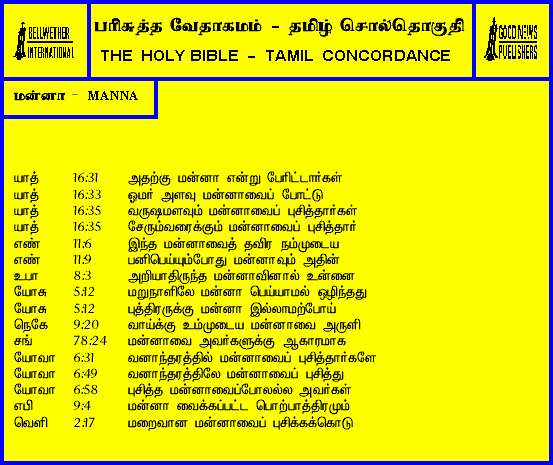 BELLWETHER
INTERNATIONAL
பரிசுத்த வேதாகமம் - தமிழ் சொல்தொகுதி
THE HOLY BIBLE - TAMIL CONCORDANCE
GOOD NEWS
PUBLISHERS
மன்னா - MANNA
யாத் 16:31 அதற்கு மன்னா என்று பேரிட்டார்கள்
யாத் 16:33 ஓமர் அளவு மன்னாவைப் போட்டு
யாத் 16:35 வருஷமளவும் மன்னாவைப் புசித்தார்கள்
யாத் 16:35 சேரும்வரைக்கும் மன்னாவைப் புசித்தார்
எண் 11:6 இந்த மன்னாவைத் தவிர நம்முடைய
எண் 11:9 பனிபெய்யும்போது மன்னாவும் அதின்
உபா 8:3 அறியாதிருந்த மன்னாவினால் உன்னை
யோசு 5:12 மறுநாளிலே மன்னா பெய்யாமல் ஒழிந்தது
யோசு 5:12 புத்திரருக்கு மன்னா இல்லாமற்போய்
நெகே 9:20 வாய்க்கு உம்முடைய மன்னாவை அருளி
சங் 78:24 மன்னாவை அவர்களுக்கு ஆகாரமாக
யோவா 6:31 வனாந்தரத்தில் மன்னாவைப் புசித்தார்களே
யோவா 6:49 வனாந்தரத்திலே மன்னாவைப் புசித்து
யோவா 6:58 புசித்த மன்னாவைப்போலல்ல அவர்கள்
எபி 9:4 மன்னா வைக்கப்பட்ட பொற்பாத்திரமும்
வெளி 2:17 மறைவான மன்னாவைப் புசிக்கக்கொடு